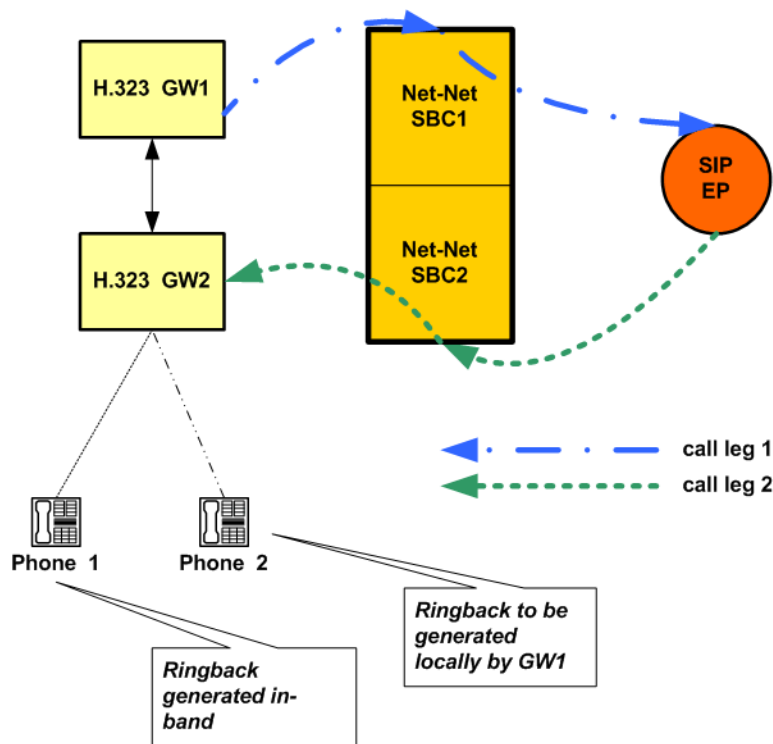 H.323 GW1
Net-Net
SBC1
SIP
EP
H.323 GW2
Net-Net
SBC2
call leg 1
call leg 2
Phone 1
Phone 2
Ringback to be
generated
locally by GW1
Ringback
generated in-
band